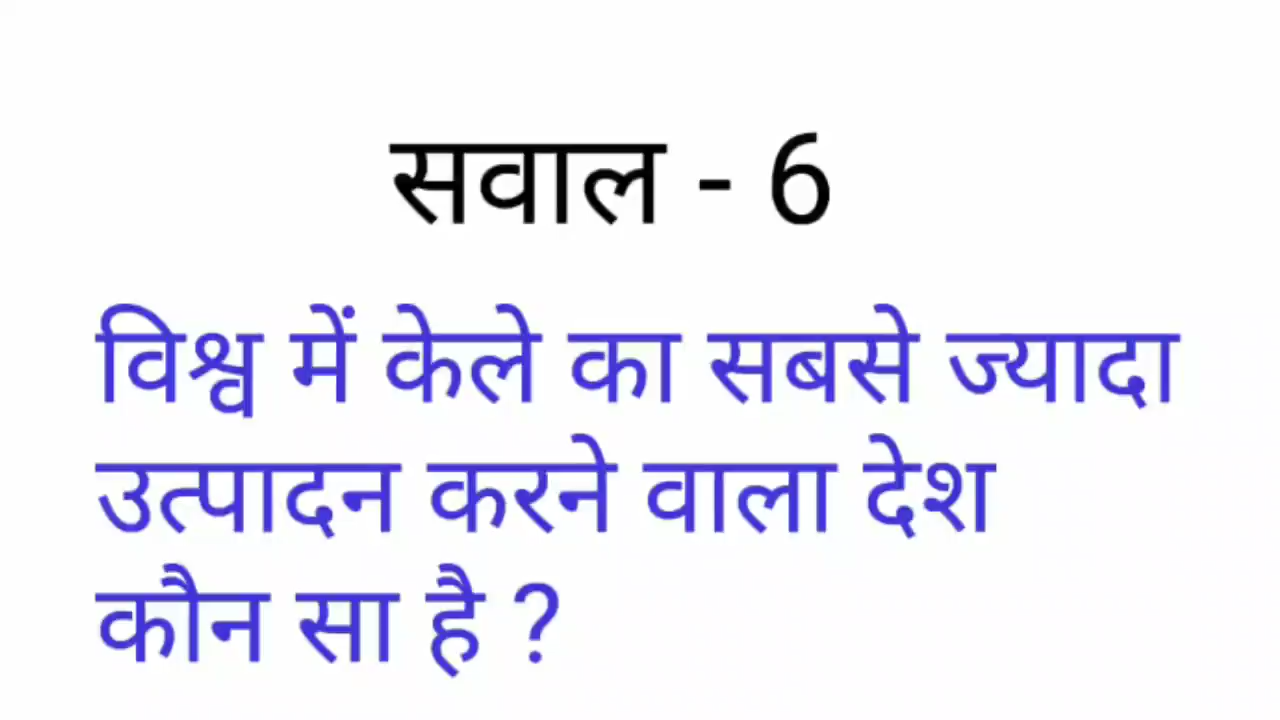 सवाल - 6
विश्व में केले का सबसे ज्यादा
उत्पादन करने वाला देश
कौन सा है ?